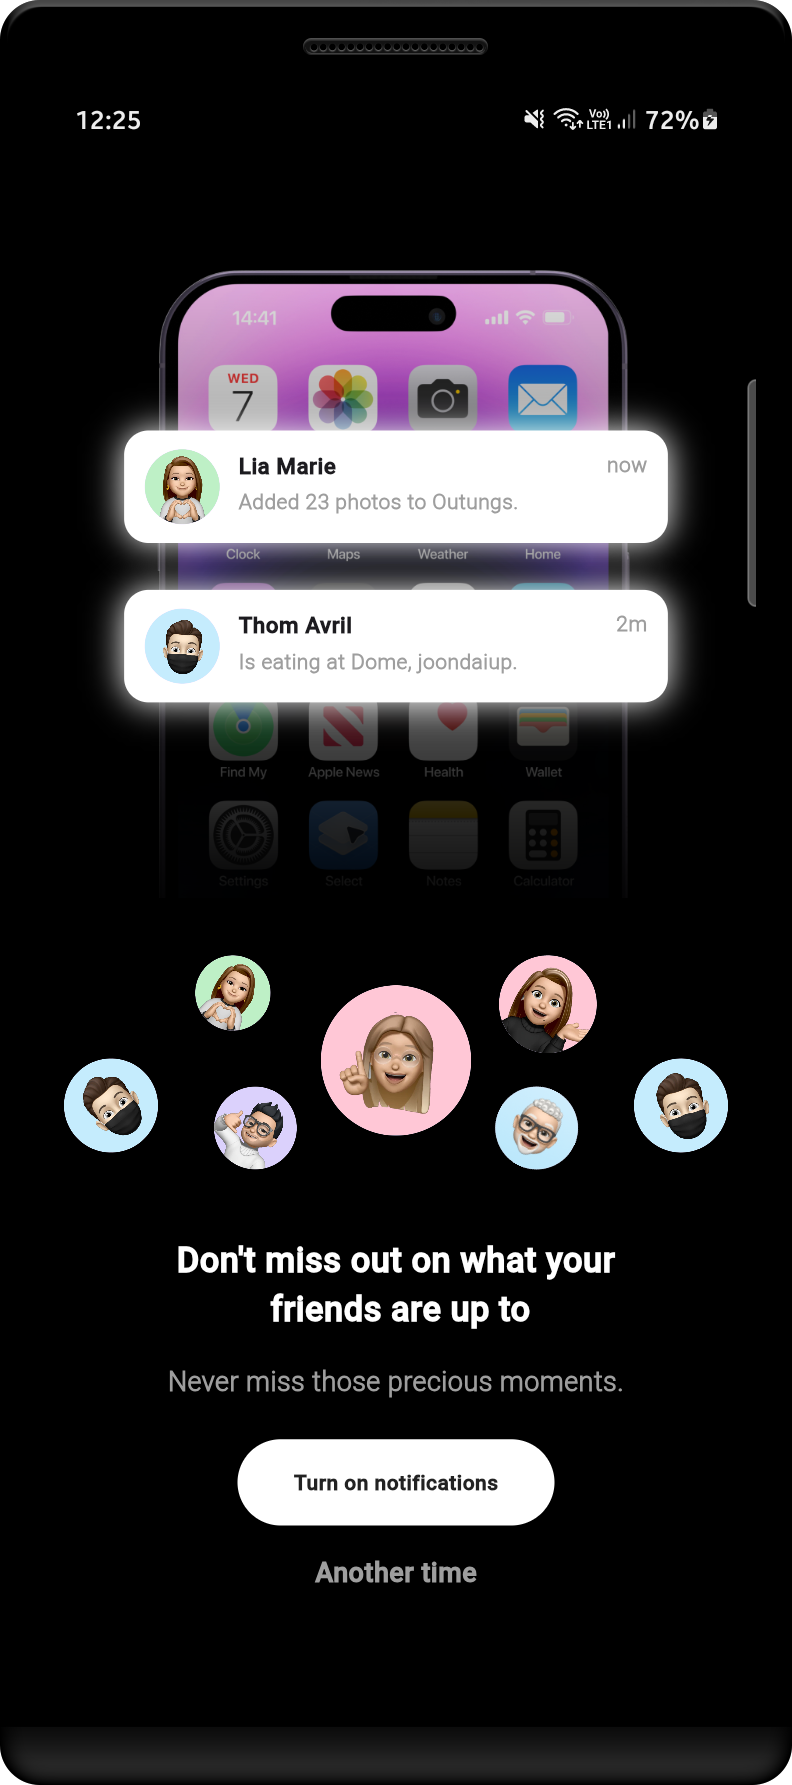 12:25
Vo))
LTE1
72%
14:41
WED
7
Lia Marie
now
Added 23 photos to Outungs.
Clock Maps Weather Home
Thom Avril
2m
Is eating at Dome, joondaiup.
Find My Apple News Health Wallet
Settings Select Notes Calculator
Don't miss out on what your
friends are up to
Never miss those precious moments.
Turn on notifications
Another time